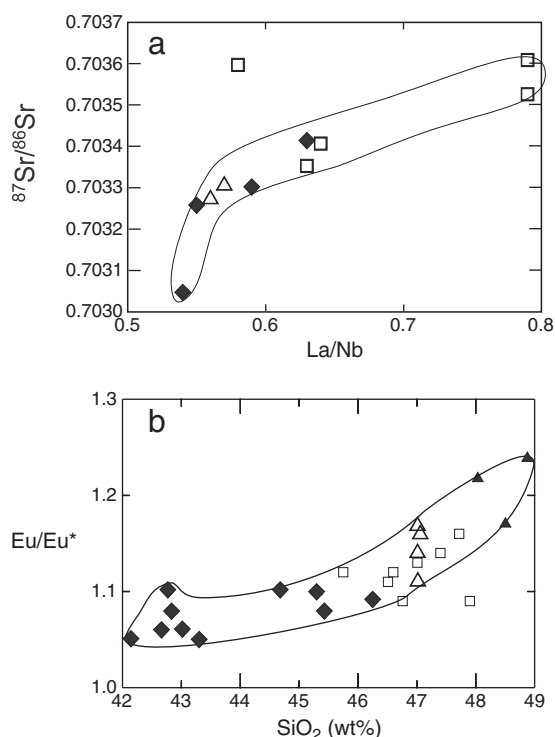 a
0.7037
0.7036
0.7035
0.7034
0.7033
0.7032
0.7031
0.7030
⁸⁷Sr/⁸⁶Sr
0.5 0.6 0.7 0.8
La/Nb
b
1.3
1.2
1.1
1.0
Eu/Eu*
42 43 44 45 46 47 48 49
SiO₂ (wt%)